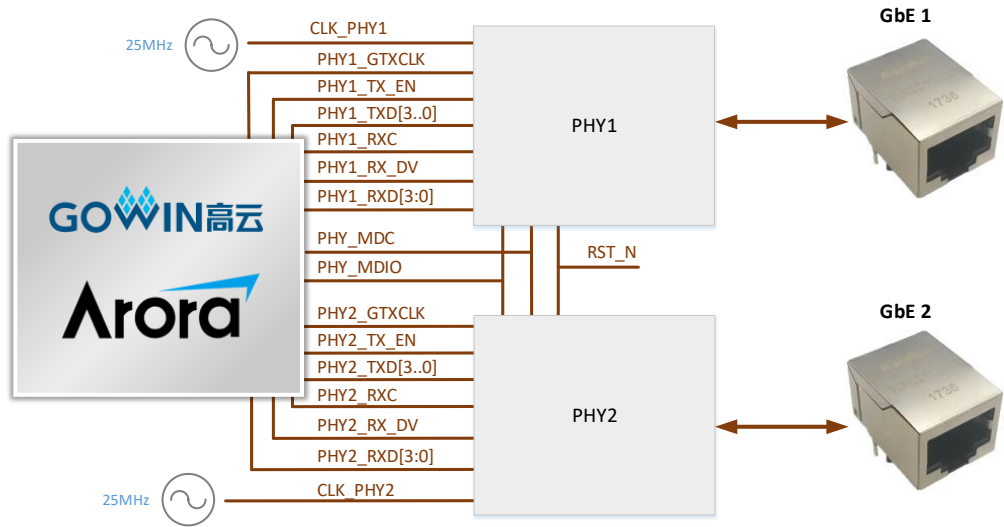 GbE 1
25MHz
CLK_PHY1
PHY1_GTXCLK
PHY1_TX_EN
PHY1_TXD[3..0]
PHY1_RXC
PHY1_RX_DV
PHY1_RXD[3:0]
PHY1
1736
GOWIN高云
Arora
PHY_MDC
PHY_MDIO
RST_N
GbE 2
PHY2_GTXCLK
PHY2_TX_EN
PHY2_TXD[3..0]
PHY2_RXC
PHY2_RX_DV
PHY2_RXD[3:0]
CLK_PHY2
PHY2
1736
25MHz